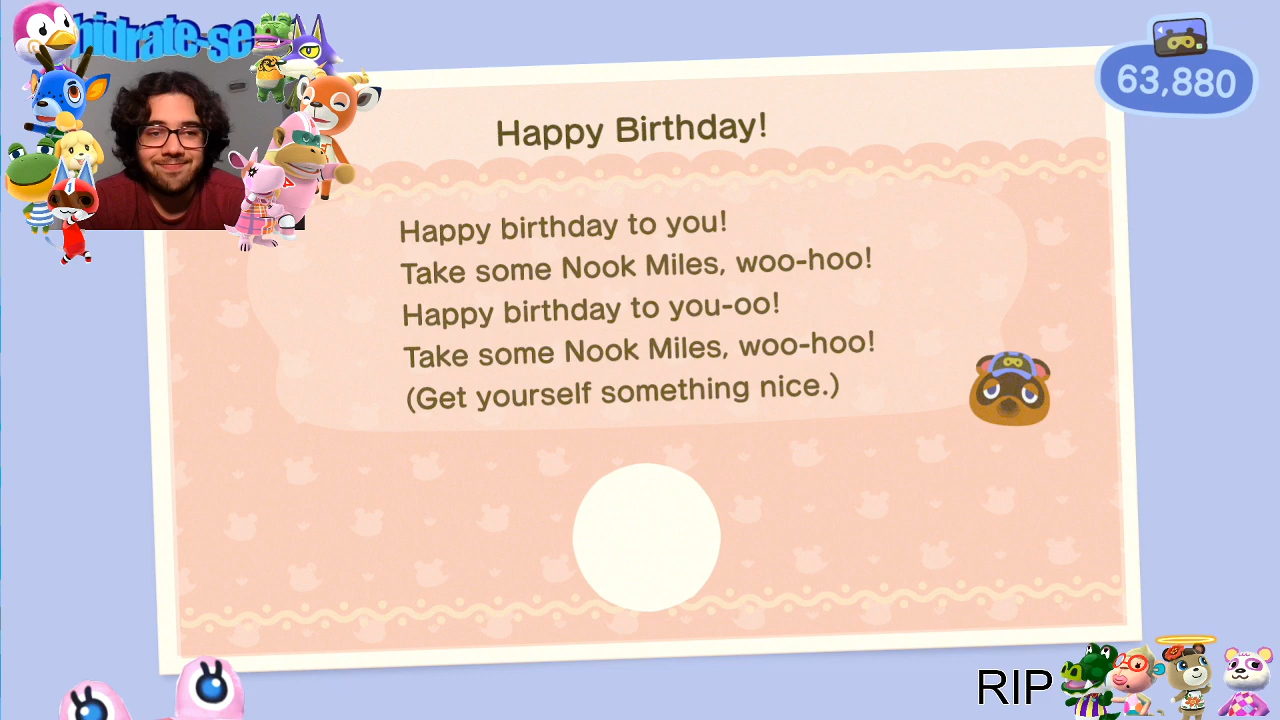 hidrate-se
63,880
Happy Birthday!
Happy birthday to you!
Take some Nook Miles, woo-hoo!
Happy birthday to you-oo!
Take some Nook Miles, woo-hoo!
(Get yourself something nice.)
RIP